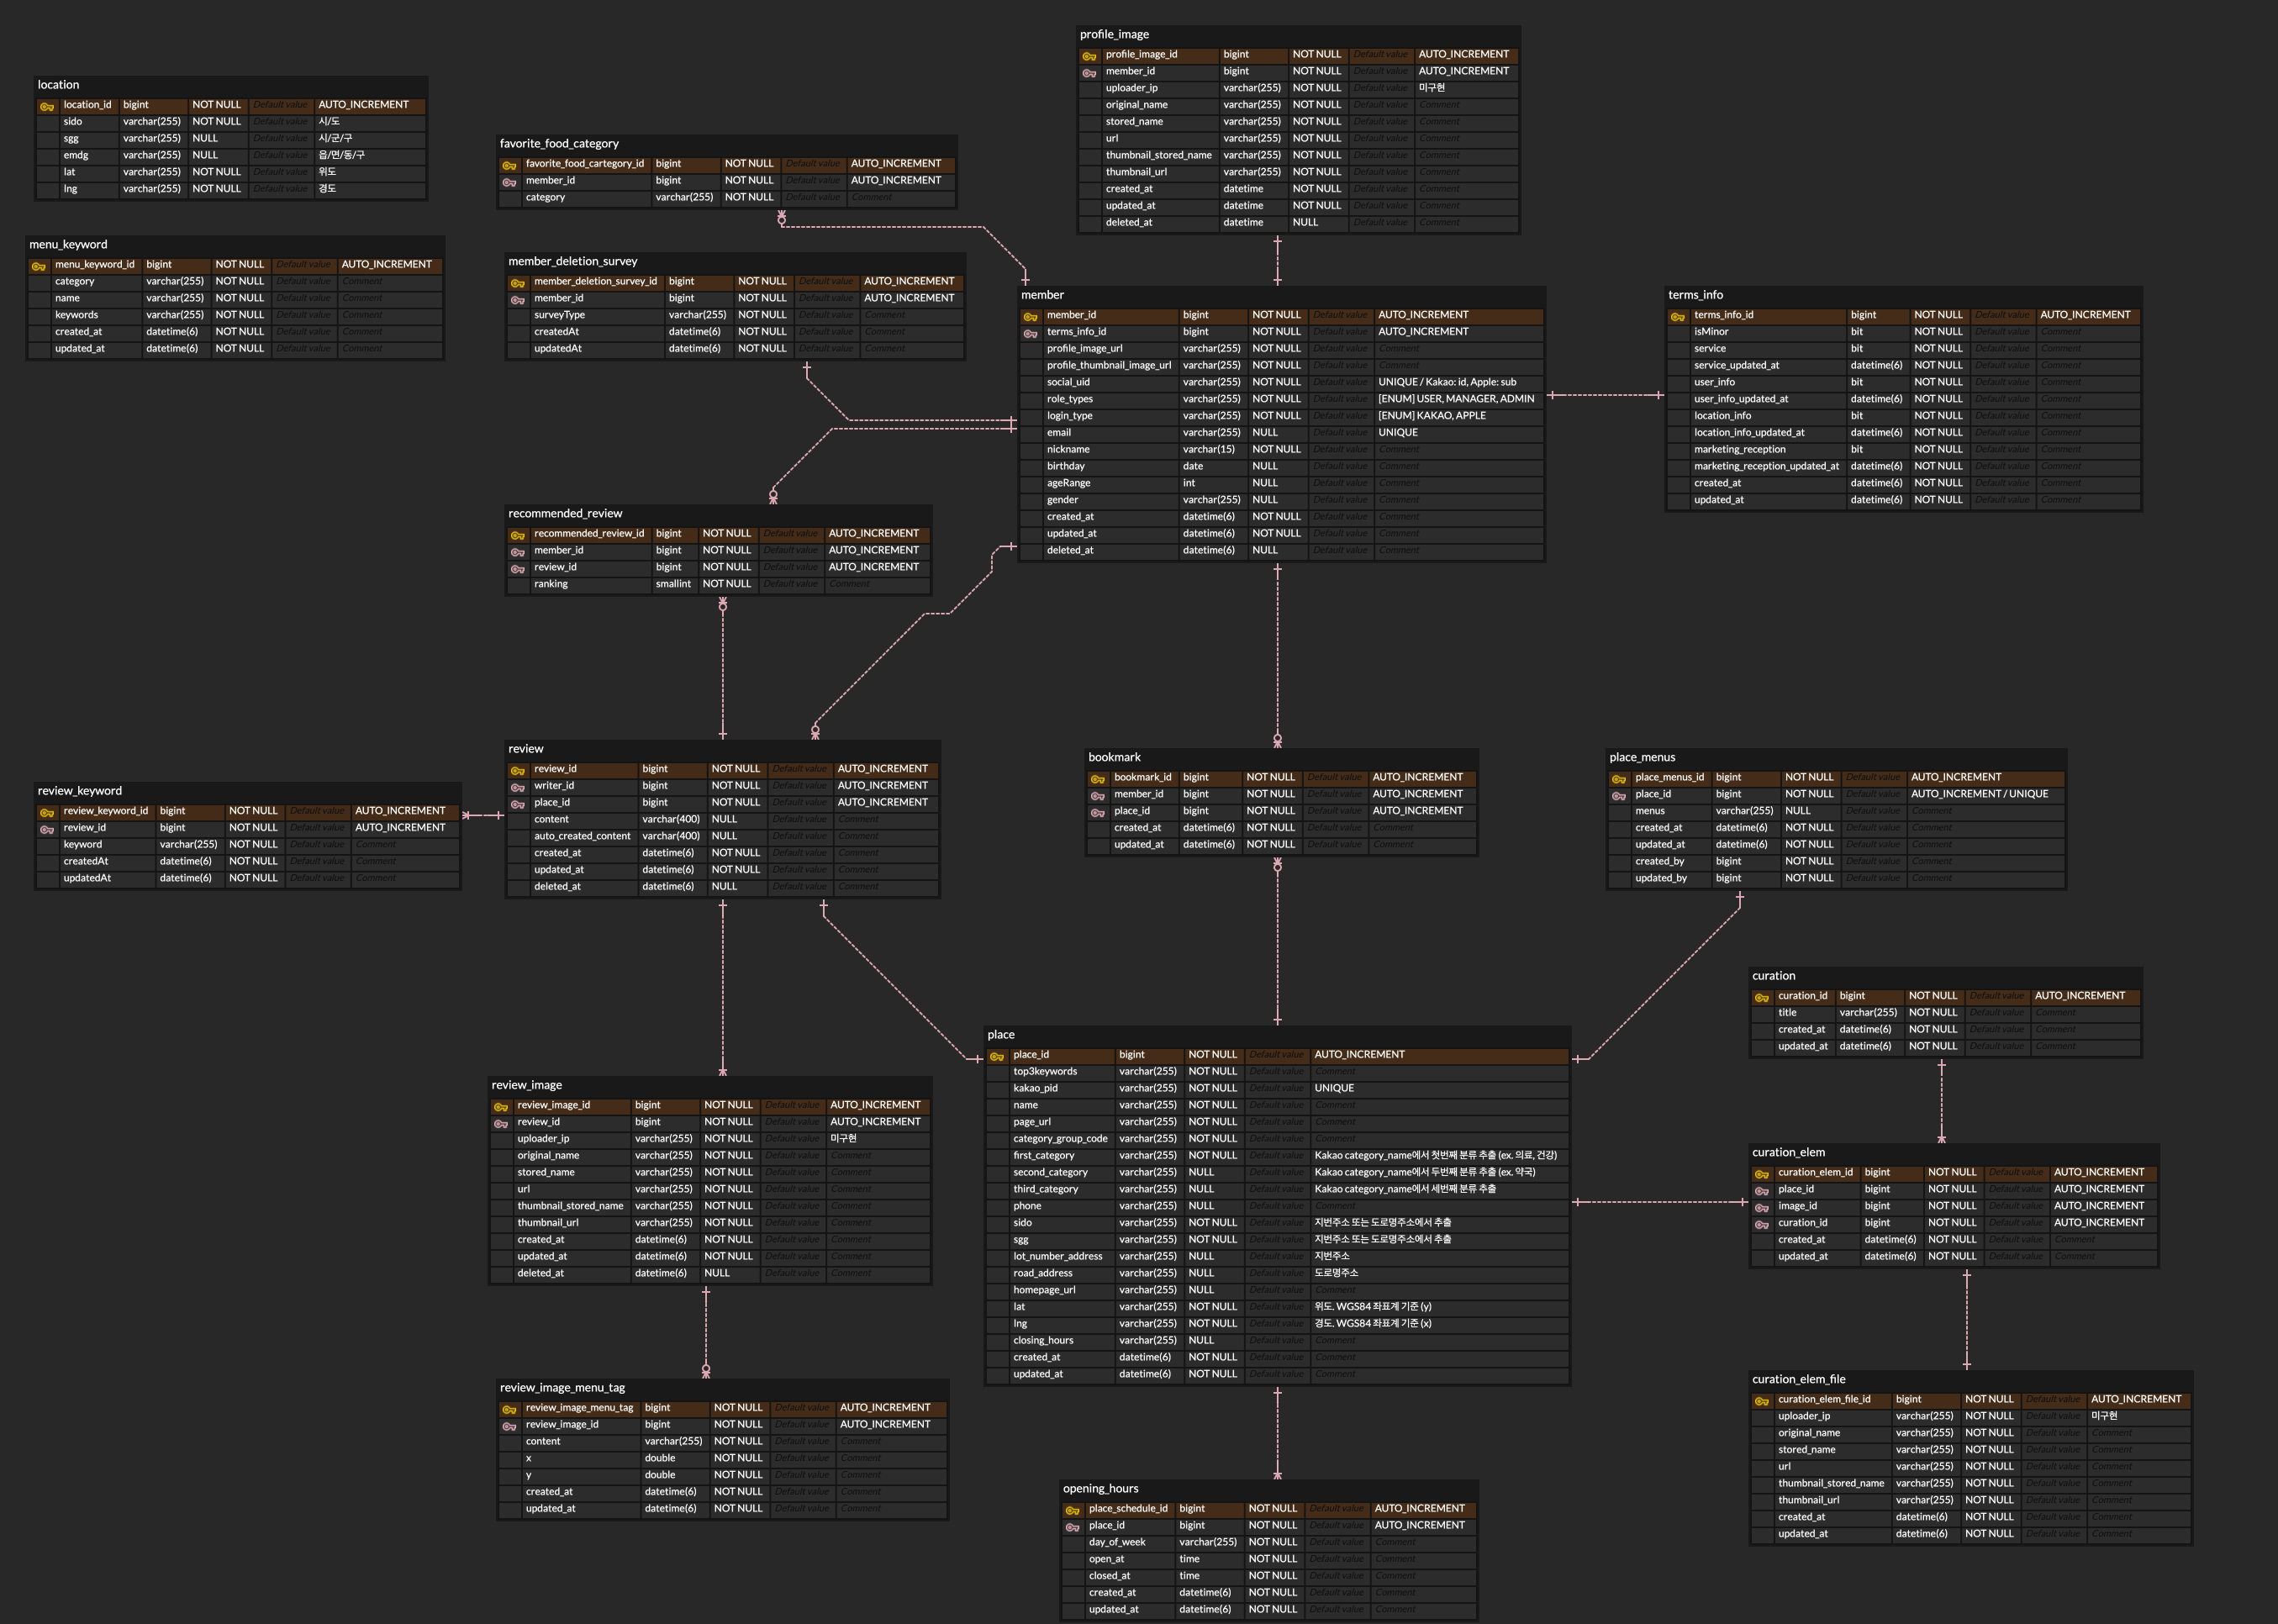 profile_image
profile_image_id bigint NOT NULL Default value AUTO_INCREMENT
member_id bigint NOT NULL Default value AUTO_INCREMENT
uploader_ip varchar(255) NOT NULL Default value 미구현
original_name varchar(255) NOT NULL Default value Comment
stored_name varchar(255) NOT NULL Default value Comment
url varchar(255) NOT NULL Default value Comment
thumbnail_stored_name varchar(255) NOT NULL Default value Comment
thumbnail_url varchar(255) NOT NULL Default value Comment
created_at datetime NOT NULL Default value Comment
updated_at datetime NOT NULL Default value Comment
deleted_at datetime NULL Default value Comment
location
location_id bigint NOT NULL Default value AUTO_INCREMENT
sido varchar(255) NOT NULL Default value 시/도
sgg varchar(255) NULL Default value 시/군/구
emdg varchar(255) NULL Default value 읍/면/동/구
lat varchar(255) NOT NULL Default value 위도
lng varchar(255) NOT NULL Default value 경도
favorite_food_category
favorite_food_cartegory_id bigint NOT NULL Default value AUTO_INCREMENT
member_id bigint NOT NULL Default value AUTO_INCREMENT
category varchar(255) NOT NULL Default value Comment
menu_keyword
menu_keyword_id bigint NOT NULL Default value AUTO_INCREMENT
category varchar(255) NOT NULL Default value Comment
name varchar(255) NOT NULL Default value Comment
keywords varchar(255) NOT NULL Default value Comment
created_at datetime(6) NOT NULL Default value Comment
updated_at datetime(6) NOT NULL Default value Comment
member_deletion_survey
member_deletion_survey_id bigint NOT NULL Default value AUTO_INCREMENT
member_id bigint NOT NULL Default value AUTO_INCREMENT
surveyType varchar(255) NOT NULL Default value Comment
createdAt datetime(6) NOT NULL Default value Comment
updatedAt datetime(6) NOT NULL Default value Comment
member
member_id bigint NOT NULL Default value AUTO_INCREMENT
terms_info_id bigint NOT NULL Default value AUTO_INCREMENT
profile_image_url varchar(255) NOT NULL Default value Comment
profile_thumbnail_image_url varchar(255) NOT NULL Default value Comment
social_uid varchar(255) NOT NULL Default value UNIQUE / Kakao: id, Apple: sub
role_types varchar(255) NOT NULL Default value [ENUM] USER, MANAGER, ADMIN
login_type varchar(255) NOT NULL Default value [ENUM] KAKAO, APPLE
email varchar(255) NULL Default value UNIQUE
nickname varchar(15) NOT NULL Default value Comment
birthday date NULL Default value Comment
ageRange int NULL Default value Comment
gender varchar(255) NULL Default value Comment
created_at datetime(6) NOT NULL Default value Comment
updated_at datetime(6) NOT NULL Default value Comment
deleted_at datetime(6) NULL Default value Comment
terms_info
terms_info_id bigint NOT NULL Default value AUTO_INCREMENT
isMinor bit NOT NULL Default value Comment
service bit NOT NULL Default value Comment
service_updated_at datetime(6) NOT NULL Default value Comment
user_info bit NOT NULL Default value Comment
user_info_updated_at datetime(6) NOT NULL Default value Comment
location_info bit NOT NULL Default value Comment
location_info_updated_at datetime(6) NOT NULL Default value Comment
marketing_reception bit NOT NULL Default value Comment
marketing_reception_updated_at datetime(6) NOT NULL Default value Comment
created_at datetime(6) NOT NULL Default value Comment
updated_at datetime(6) NOT NULL Default value Comment
recommended_review
recommended_review_id bigint NOT NULL Default value AUTO_INCREMENT
member_id bigint NOT NULL Default value AUTO_INCREMENT
review_id bigint NOT NULL Default value AUTO_INCREMENT
ranking smallint NOT NULL Default value Comment
review
review_id bigint NOT NULL Default value AUTO_INCREMENT
writer_id bigint NOT NULL Default value AUTO_INCREMENT
place_id bigint NOT NULL Default value AUTO_INCREMENT
content varchar(400) NULL Default value Comment
auto_created_content varchar(400) NULL Default value Comment
created_at datetime(6) NOT NULL Default value Comment
updated_at datetime(6) NOT NULL Default value Comment
deleted_at datetime(6) NULL Default value Comment
bookmark
bookmark_id bigint NOT NULL Default value AUTO_INCREMENT
member_id bigint NOT NULL Default value AUTO_INCREMENT
place_id bigint NOT NULL Default value AUTO_INCREMENT
created_at datetime(6) NOT NULL Default value Comment
updated_at datetime(6) NOT NULL Default value Comment
place_menus
place_menus_id bigint NOT NULL Default value AUTO_INCREMENT
place_id bigint NOT NULL Default value AUTO_INCREMENT / UNIQUE
menus varchar(255) NULL Default value Comment
created_at datetime(6) NOT NULL Default value Comment
updated_at datetime(6) NOT NULL Default value Comment
created_by bigint NOT NULL Default value Comment
updated_by bigint NOT NULL Default value Comment
review_keyword
review_keyword_id bigint NOT NULL Default value AUTO_INCREMENT
review_id bigint NOT NULL Default value AUTO_INCREMENT
keyword varchar(255) NOT NULL Default value Comment
createdAt datetime(6) NOT NULL Default value Comment
updatedAt datetime(6) NOT NULL Default value Comment
curation
curation_id bigint NOT NULL Default value AUTO_INCREMENT
title varchar(255) NOT NULL Default value Comment
created_at datetime(6) NOT NULL Default value Comment
updated_at datetime(6) NOT NULL Default value Comment
place
place_id bigint NOT NULL Default value AUTO_INCREMENT
top3keywords varchar(255) NOT NULL Default value Comment
kakao_pid varchar(255) NOT NULL Default value UNIQUE
name varchar(255) NOT NULL Default value Comment
page_url varchar(255) NOT NULL Default value Comment
category_group_code varchar(255) NOT NULL Default value Comment
first_category varchar(255) NOT NULL Default value Kakao category_name에서 첫번째 분류 추출 (ex. 의료, 건강)
second_category varchar(255) NULL Default value Kakao category_name에서 두번째 분류 추출 (ex. 약국)
third_category varchar(255) NULL Default value Kakao category_name에서 세번째 분류 추출
phone varchar(255) NULL Default value Comment
sido varchar(255) NOT NULL Default value 지번주소 또는 도로명주소에서 추출
sgg varchar(255) NOT NULL Default value 지번주소 또는 도로명주소에서 추출
lot_number_address varchar(255) NULL Default value 지번주소
road_address varchar(255) NULL Default value 도로명주소
homepage_url varchar(255) NULL Default value Comment
lat varchar(255) NOT NULL Default value 위도. WGS84 좌표계 기준 (y)
lng varchar(255) NOT NULL Default value 경도. WGS84 좌표계 기준 (x)
closing_hours varchar(255) NULL Default value Comment
created_at datetime(6) NOT NULL Default value Comment
updated_at datetime(6) NOT NULL Default value Comment
review_image
review_image_id bigint NOT NULL Default value AUTO_INCREMENT
review_id bigint NOT NULL Default value AUTO_INCREMENT
uploader_ip varchar(255) NOT NULL Default value 미구현
original_name varchar(255) NOT NULL Default value Comment
stored_name varchar(255) NOT NULL Default value Comment
url varchar(255) NOT NULL Default value Comment
thumbnail_stored_name varchar(255) NOT NULL Default value Comment
thumbnail_url varchar(255) NOT NULL Default value Comment
created_at datetime(6) NOT NULL Default value Comment
updated_at datetime(6) NOT NULL Default value Comment
deleted_at datetime(6) NULL Default value Comment
curation_elem
curation_elem_id bigint NOT NULL Default value AUTO_INCREMENT
place_id bigint NOT NULL Default value AUTO_INCREMENT
image_id bigint NOT NULL Default value AUTO_INCREMENT
curation_id bigint NOT NULL Default value AUTO_INCREMENT
created_at datetime(6) NOT NULL Default value Comment
updated_at datetime(6) NOT NULL Default value Comment
review_image_menu_tag
review_image_menu_tag bigint NOT NULL Default value AUTO_INCREMENT
review_image_id bigint NOT NULL Default value AUTO_INCREMENT
content varchar(255) NOT NULL Default value Comment
x double NOT NULL Default value Comment
y double NOT NULL Default value Comment
created_at datetime(6) NOT NULL Default value Comment
updated_at datetime(6) NOT NULL Default value Comment
curation_elem_file
curation_elem_file_id bigint NOT NULL Default value AUTO_INCREMENT
uploader_ip varchar(255) NOT NULL Default value 미구현
original_name varchar(255) NOT NULL Default value Comment
stored_name varchar(255) NOT NULL Default value Comment
url varchar(255) NOT NULL Default value Comment
thumbnail_stored_name varchar(255) NOT NULL Default value Comment
thumbnail_url varchar(255) NOT NULL Default value Comment
created_at datetime(6) NOT NULL Default value Comment
updated_at datetime(6) NOT NULL Default value Comment
opening_hours
place_schedule_id bigint NOT NULL Default value AUTO_INCREMENT
place_id bigint NOT NULL Default value AUTO_INCREMENT
day_of_week varchar(255) NOT NULL Default value Comment
open_at time NOT NULL Default value Comment
closed_at time NOT NULL Default value Comment
created_at datetime(6) NOT NULL Default value Comment
updated_at datetime(6) NOT NULL Default value Comment